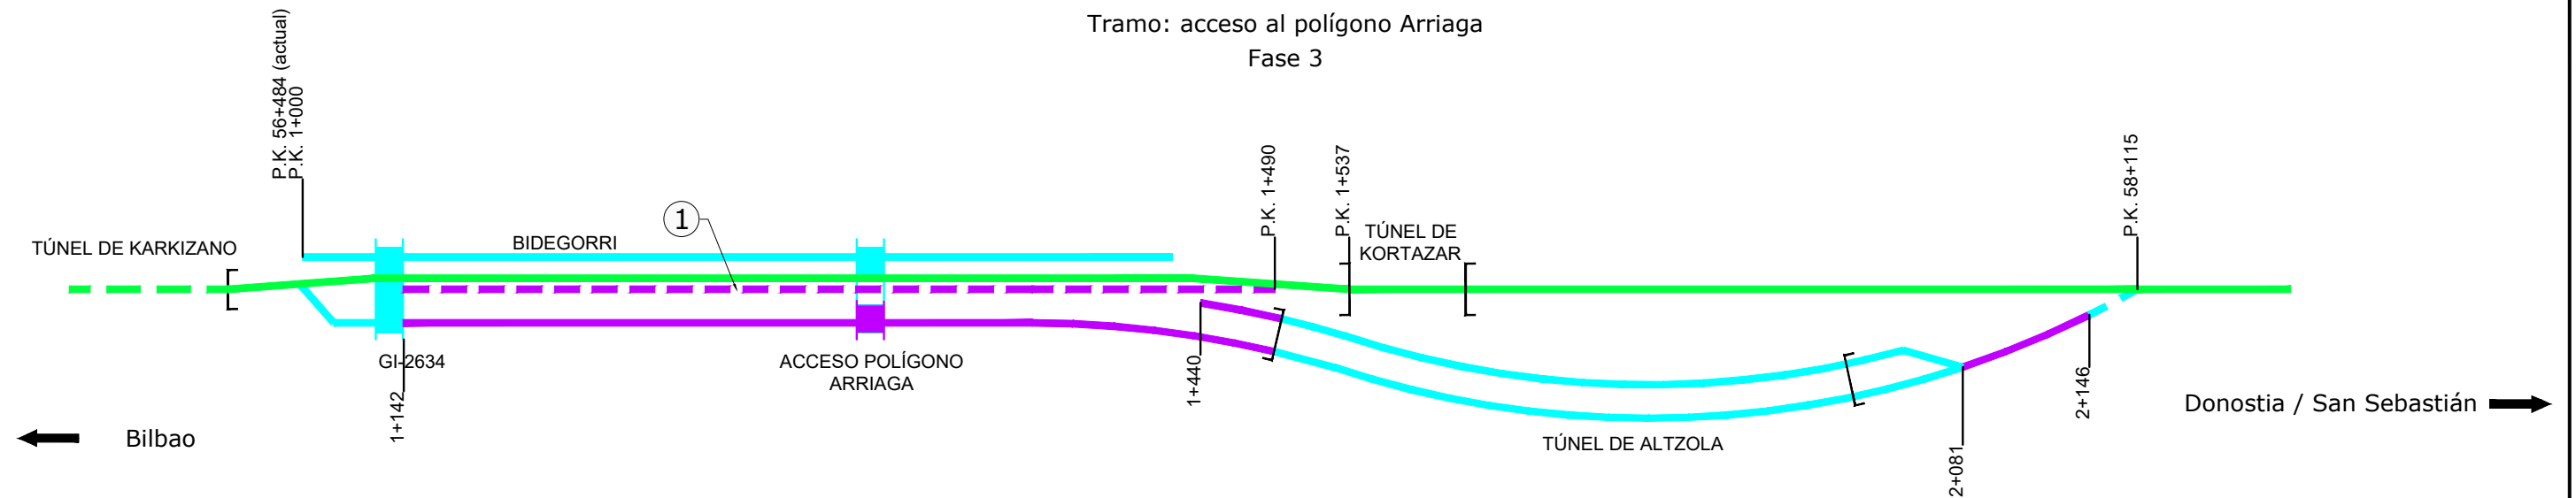 Tramo: acceso al polígono Arriaga
Fase 3
P.K. 56+484 (actual)
P.K. 1+000
P.K. 1+490
P.K. 1+537
P.K. 58+115
TÚNEL DE KARKIZANO
BIDEGORRI
1
TÚNEL DE
KORTAZAR
GI-2634
ACCESO POLÍGONO
ARRIAGA
1+142
1+440
2+146
2+081
TÚNEL DE ALTZOLA
Bilbao
Donostia / San Sebastián